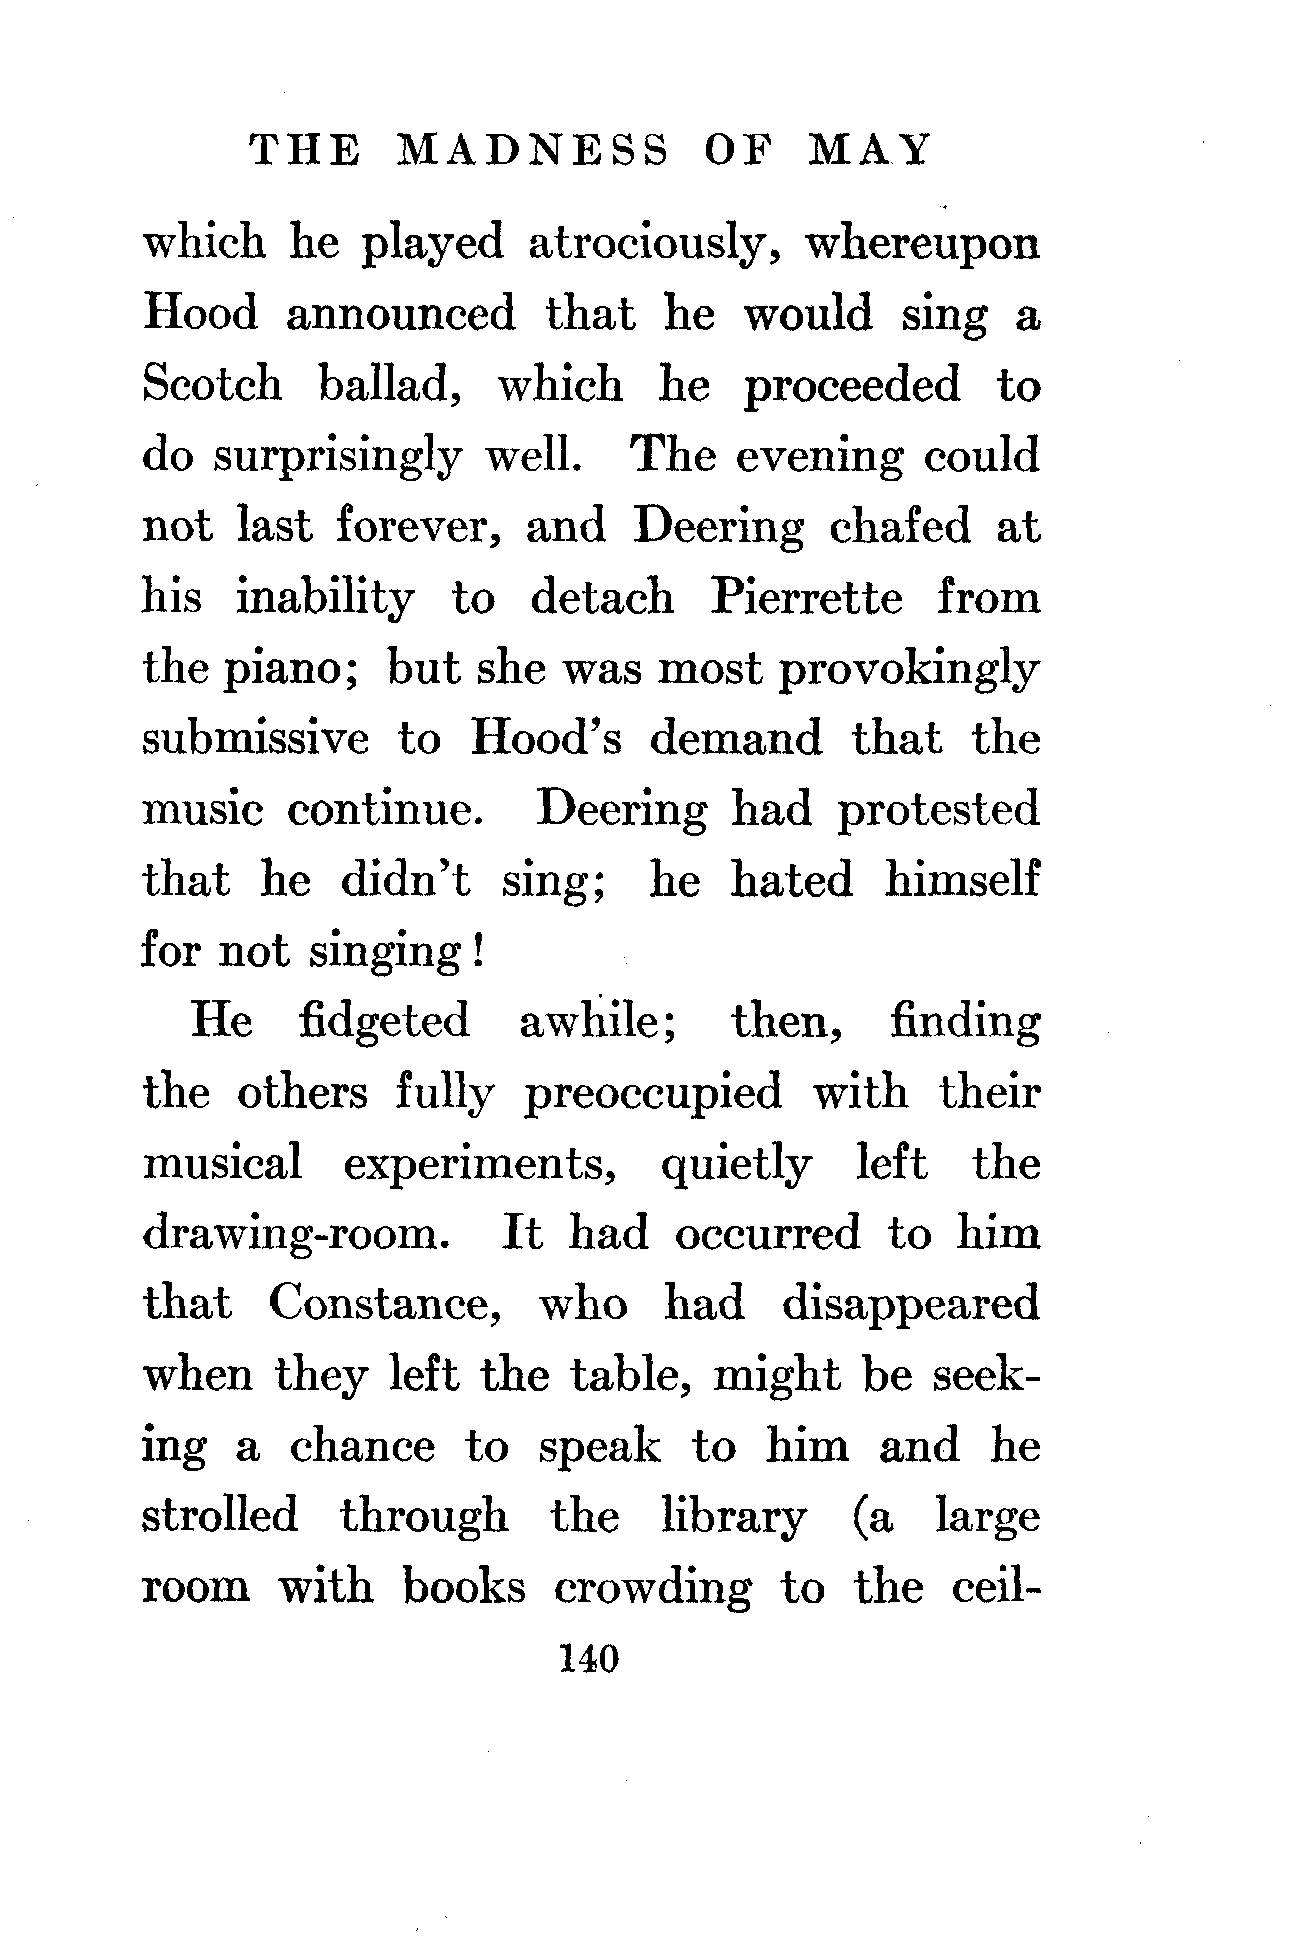 THE MADNESS OF MAY
which he played atrociously, whereupon
Hood announced that he would sing a
Scotch ballad, which he proceeded to
do surprisingly well. The evening could
not last forever, and Deering chafed at
his inability to detach Pierrette from
the piano; but she was most provokingly
submissive to Hood's demand that the
music continue. Deering had protested
that he didn't sing; he hated himself
for not singing!
He fidgeted awhile; then, finding
the others fully preoccupied with their
musical experiments, quietly left the
drawing-room. It had occurred to him
that Constance, who had disappeared
when they left the table, might be seek-
ing a chance to speak to him and he
strolled through the library (a large
room with books crowding to the ceil-
140